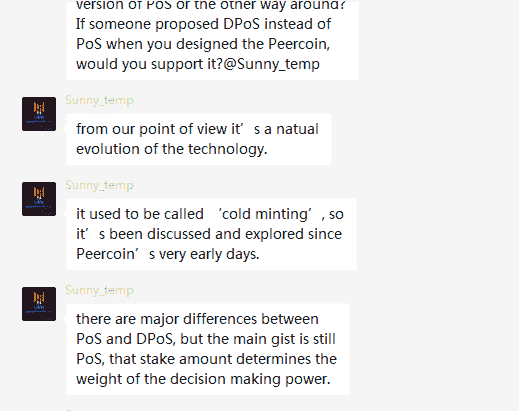 version of PoS or the other way around?
If someone proposed DPoS instead of
PoS when you designed the Peercoin,
would you support it?@Sunny_temp
Sunny_temp
from our point of view it’s a natual
evolution of the technology.
Sunny_temp
it used to be called ‘cold minting’, so
it’s been discussed and explored since
Peercoin’s very early days.
Sunny_temp
there are major differences between
PoS and DPoS, but the main gist is still
PoS, that stake amount determines the
weight of the decision making power.